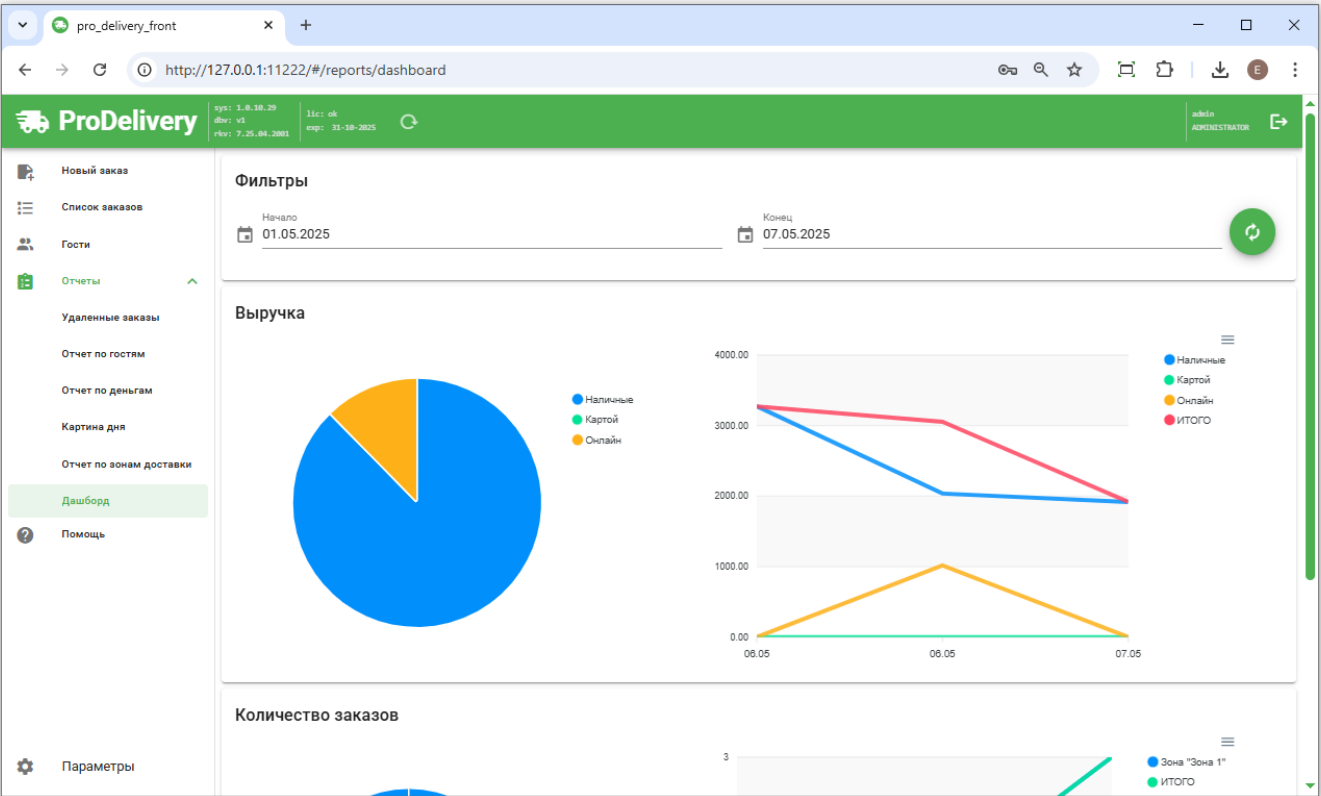 pro_delivery_front
http://127.0.0.1:11222/#/reports/dashboard
E
ProDelivery
sys: 1.0.10.29
dbv: v1
rkv: 7.25.04.2001
lic: ok
exp: 31-10-2025
admin
ADMINISTRATOR
Новый заказ
Список заказов
Гости
Отчеты
Удаленные заказы
Отчет по гостям
Отчет по деньгам
Картина дня
Отчет по зонам доставки
Дашборд
Помощь
Параметры
Фильтры
Начало
01.05.2025
Конец
07.05.2025
Выручка
Наличные
Картой
Онлайн
4000.00
3000.00
2000.00
1000.00
0.00
06.05
06.05
07.05
Наличные
Картой
Онлайн
ИТОГО
Количество заказов
3
Зона "Зона 1"
ИТОГО